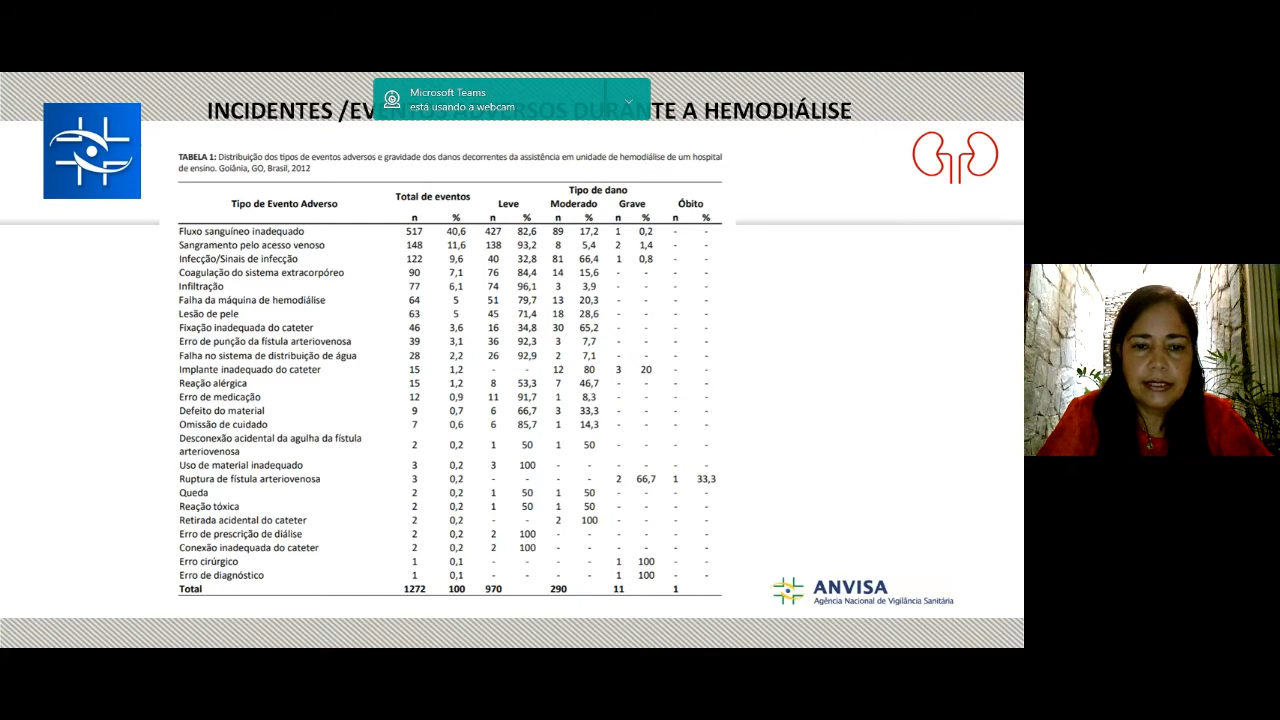 Microsoft Teams
está usando a webcam
INCIDENTES /EVENTOS ADVERSOS DURANTE A HEMODIÁLISE
TABELA 1: Distribuição dos tipos de eventos adversos e gravidade dos danos decorrentes da assistência em unidade de hemodiálise de um hospital
de ensino. Goiânia, GO, Brasil, 2012
Tipo de Evento Adverso Total de eventos Tipo de dano
Leve Moderado Grave Óbito
n % n % n % n % n %
Fluxo sanguíneo inadequado 517 40,6 427 82,6 89 17,2 1 0,2 - -
Sangramento pelo acesso venoso 148 11,6 138 93,2 8 5,4 2 1,4 - -
Infecção/Sinais de infecção 122 9,6 40 32,8 81 66,4 1 0,8 - -
Coagulação do sistema extracorpóreo 90 7,1 76 84,4 14 15,6 - - - -
Infiltração 77 6,1 74 96,1 3 3,9 - - - -
Falha da máquina de hemodiálise 64 5 51 79,7 13 20,3 - - - -
Lesão de pele 63 5 45 71,4 18 28,6 - - - -
Fixação inadequada do cateter 46 3,6 16 34,8 30 65,2 - - - -
Erro de punção da fístula arteriovenosa 39 3,1 36 92,3 3 7,7 - - - -
Falha no sistema de distribuição de água 28 2,2 26 92,9 2 7,1 - - - -
Implante inadequado do cateter 15 1,2 - - 12 80 3 20 - -
Reação alérgica 15 1,2 8 53,3 7 46,7 - - - -
Erro de medicação 12 0,9 11 91,7 1 8,3 - - - -
Defeito do material 9 0,7 6 66,7 3 33,3 - - - -
Omissão de cuidado 7 0,6 6 85,7 1 14,3 - - - -
Desconexão acidental da agulha da fístula
arteriovenosa 2 0,2 1 50 1 50 - - - -
Uso de material inadequado 3 0,2 3 100 - - - - - -
Ruptura de fístula arteriovenosa 3 0,2 - - - - 2 66,7 1 33,3
Queda 2 0,2 1 50 1 50 - - - -
Reação tóxica 2 0,2 1 50 1 50 - - - -
Retirada acidental do cateter 2 0,2 - - 2 100 - - - -
Erro de prescrição de diálise 2 0,2 2 100 - - - - - -
Conexão inadequada do cateter 2 0,2 2 100 - - - - - -
Erro cirúrgico 1 0,1 - - - - 1 100 - -
Erro de diagnóstico 1 0,1 - - - - 1 100 - -
Total 1272 100 970 290 11 1
ANVISA
Agência Nacional de Vigilância Sanitária